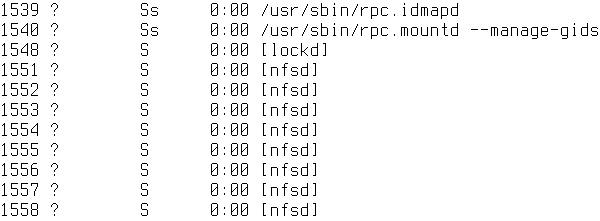 1539 ?        Ss     0:00 /usr/sbin/rpc.idmapd
1540 ?        Ss     0:00 /usr/sbin/rpc.mountd --manage-gids
1548 ?        S      0:00 [lockd]
1551 ?        S      0:00 [nfsd]
1552 ?        S      0:00 [nfsd]
1553 ?        S      0:00 [nfsd]
1554 ?        S      0:00 [nfsd]
1555 ?        S      0:00 [nfsd]
1556 ?        S      0:00 [nfsd]
1557 ?        S      0:00 [nfsd]
1558 ?        S      0:00 [nfsd]